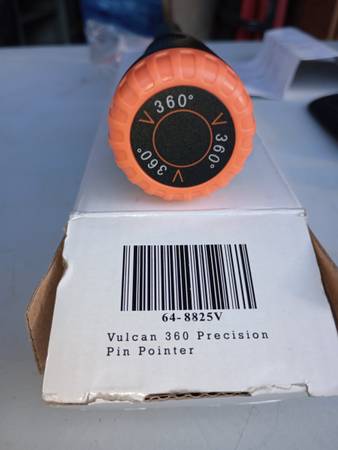 360°
360°
360°
64-8825V
Vulcan 360 Precision
Pin Pointer